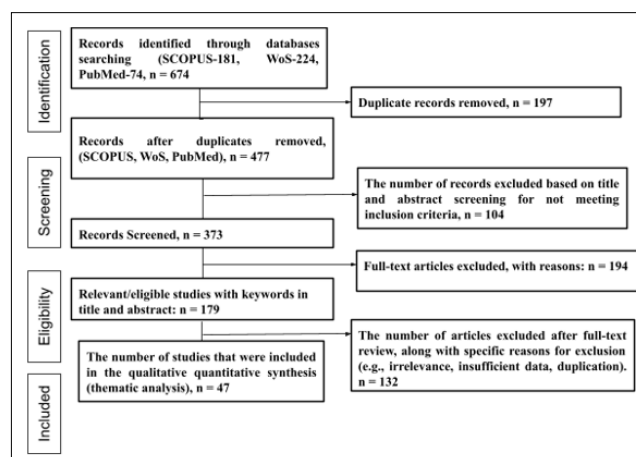 Identification
Records identified through databases
searching (SCOPUS-181, WoS-224,
PubMed-74, n = 674
Duplicate records removed, n = 197
Records after duplicates removed,
(SCOPUS, WoS, PubMed), n = 477
Screening
The number of records excluded based on title
and abstract screening for not meeting
inclusion criteria, n = 104
Records Screened, n = 373
Full-text articles excluded, with reasons: n = 194
Eligibility
Relevant/eligible studies with keywords in
title and abstract: n = 179
The number of articles excluded after full-text
review, along with specific reasons for exclusion
(e.g., irrelevance, insufficient data, duplication).
n = 132
Included
The number of studies that were included
in the qualitative quantitative synthesis
(thematic analysis), n = 47